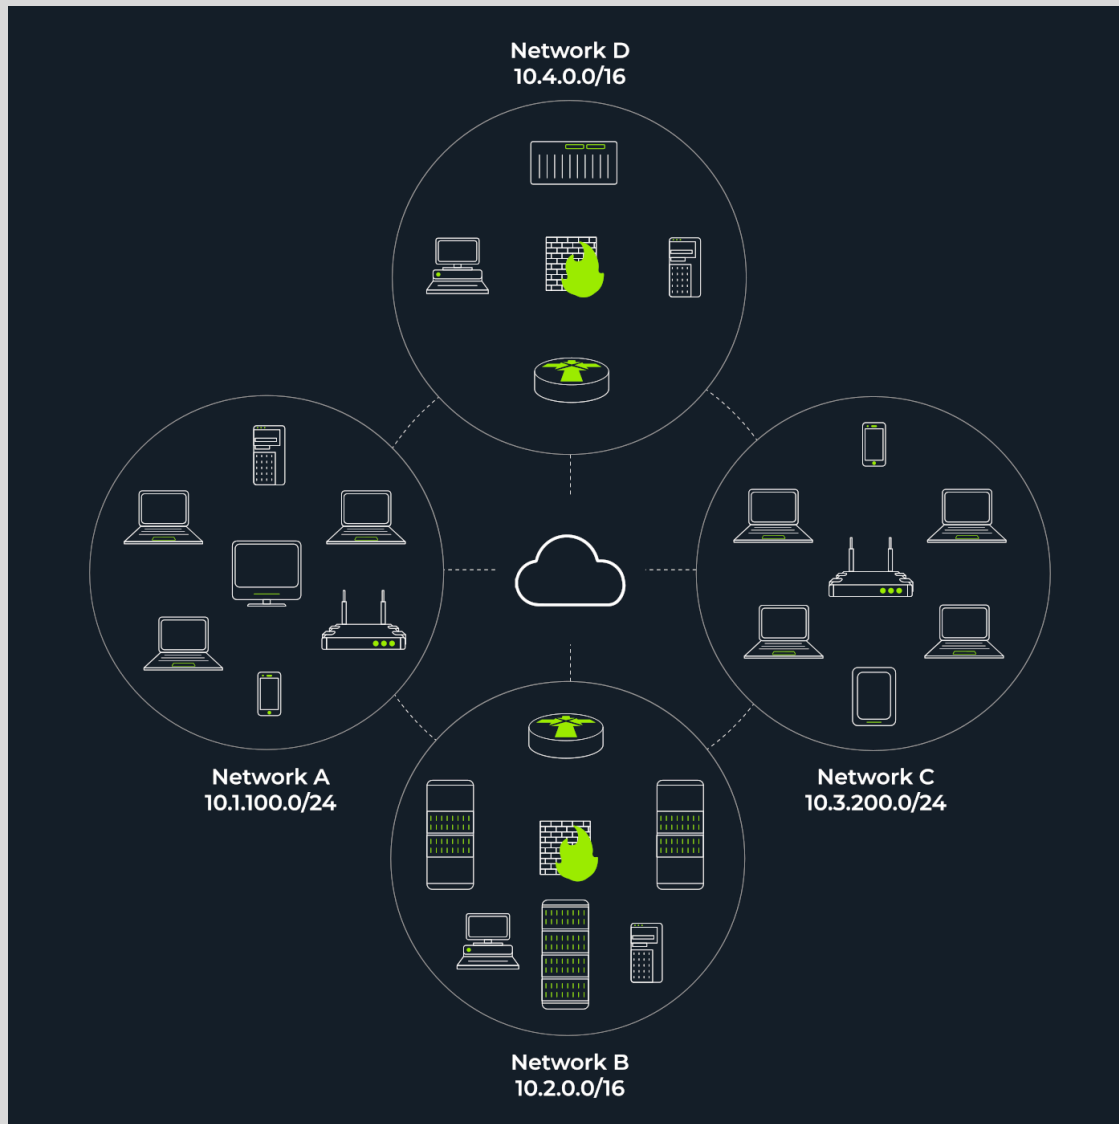 Network D
10.4.0.0/16
Network A
10.1.100.0/24
Network C
10.3.200.0/24
Network B
10.2.0.0/16